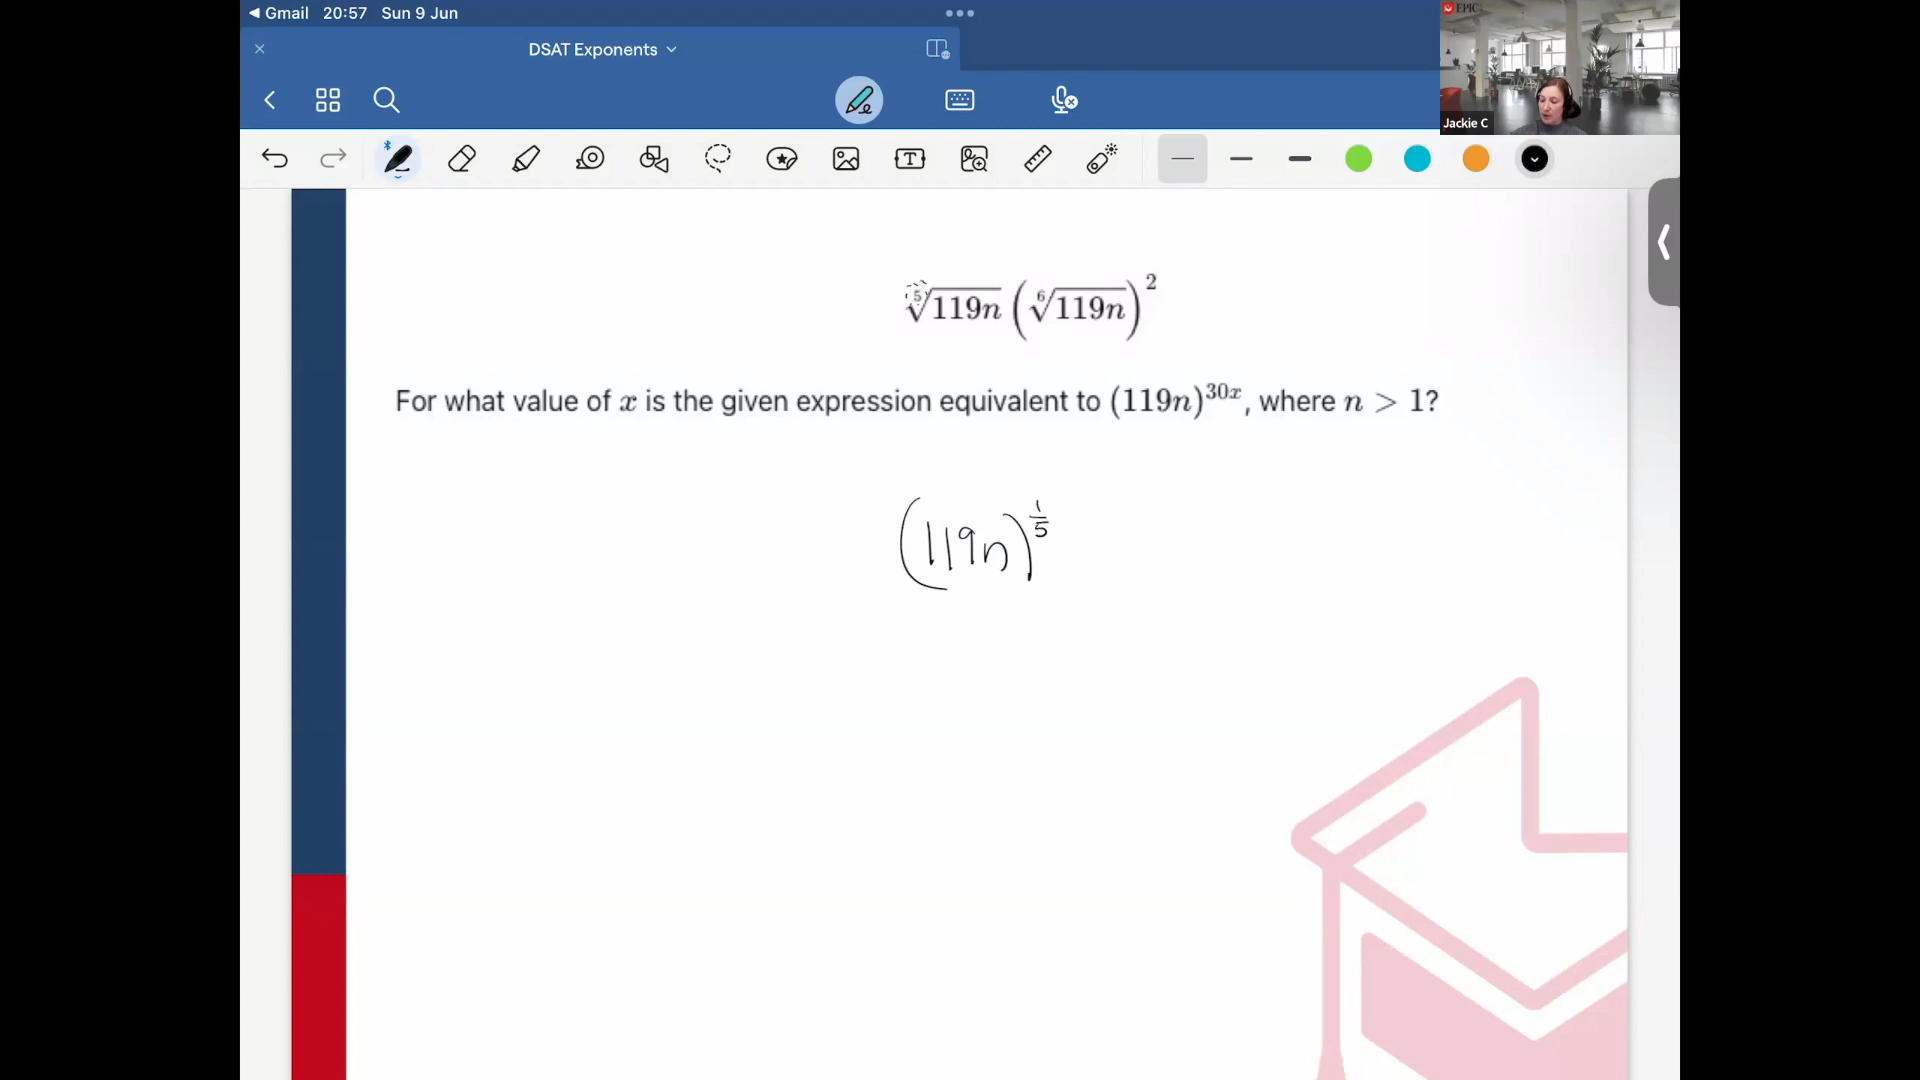 ◀ Gmail 20:57 Sun 9 Jun
EPIC
DSAT Exponents
Jackie C
T
⁵√119n (⁶√119n)²
For what value of x is the given expression equivalent to (119n)³⁰ˣ, where n > 1?
(119n)^(1/5)